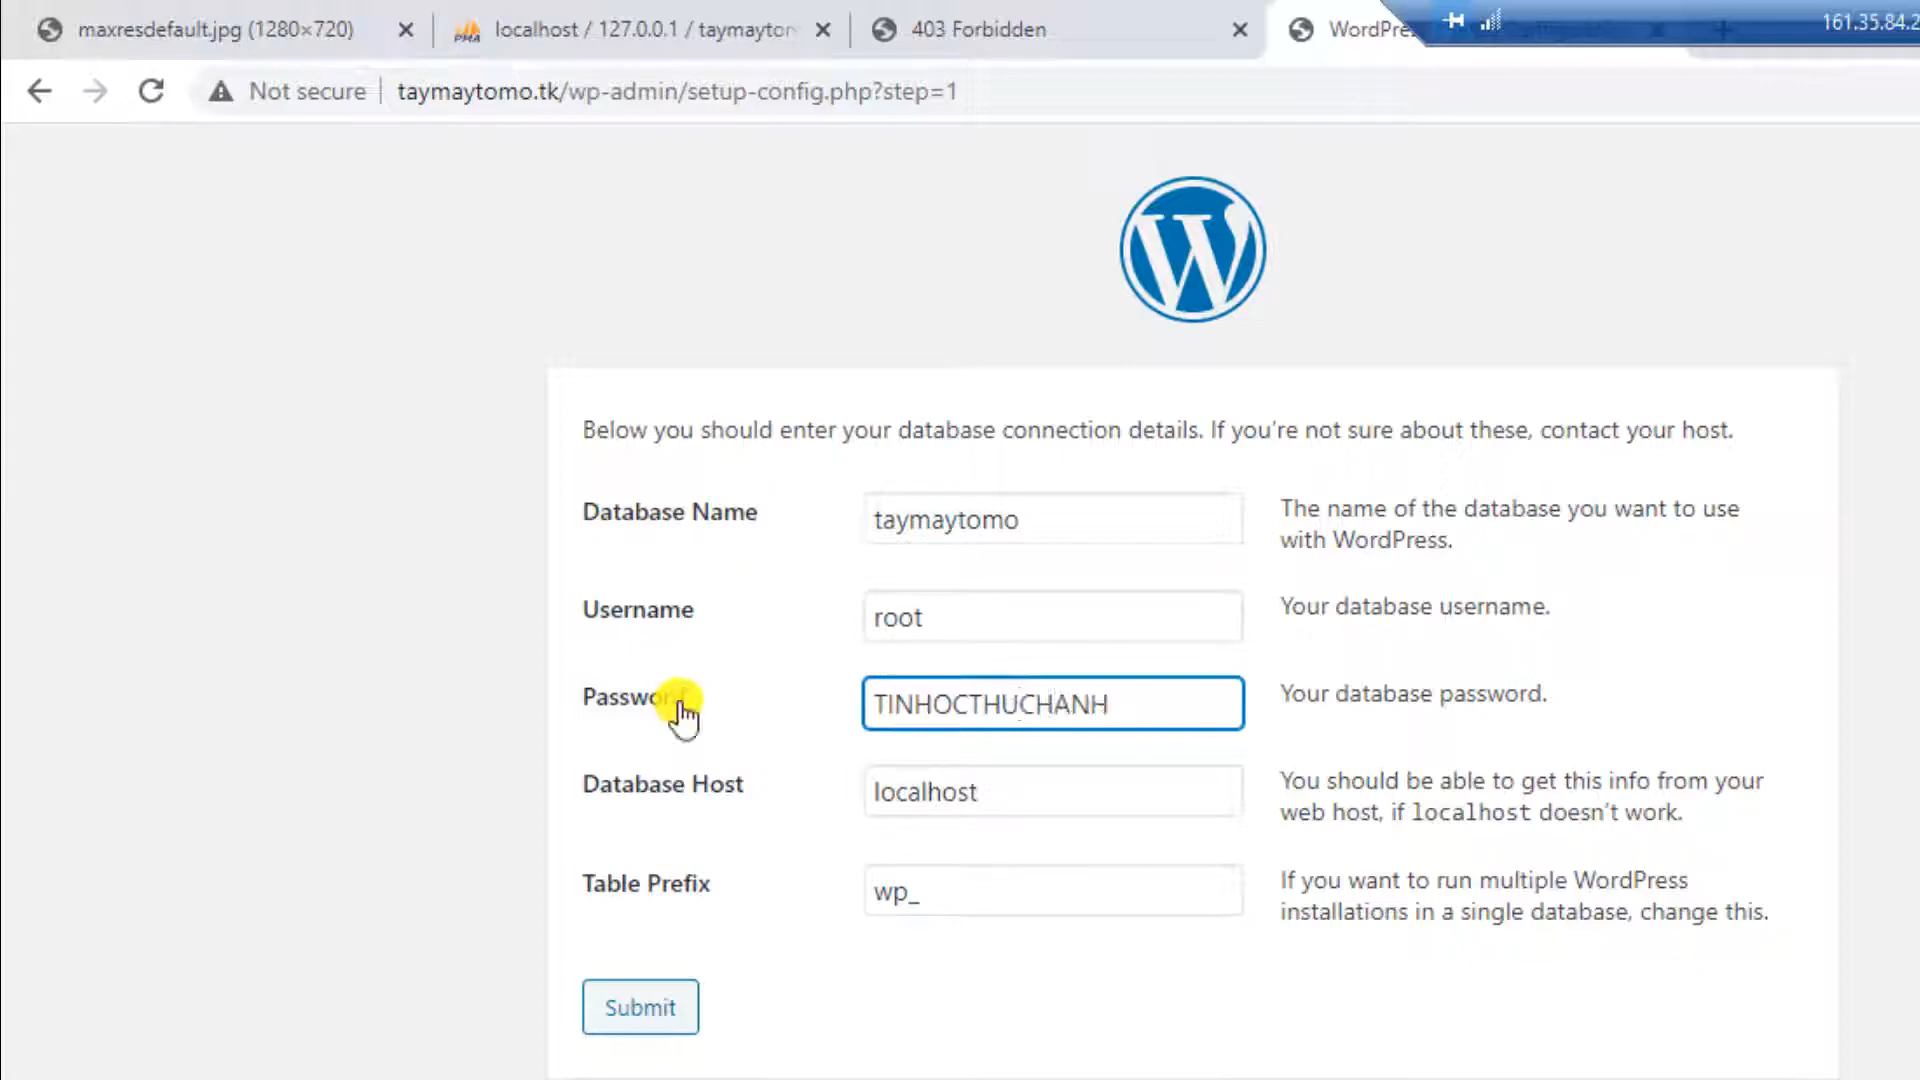 maxresdefault.jpg (1280×720)
localhost / 127.0.0.1 / taymaytom
403 Forbidden
WordPre
161.35.84.2
Not secure
taymaytomo.tk/wp-admin/setup-config.php?step=1
Below you should enter your database connection details. If you’re not sure about these, contact your host.
Database Name
taymaytomo
The name of the database you want to use
with WordPress.
Username
root
Your database username.
Password
TINHOCTHUCHANH
Your database password.
Database Host
localhost
You should be able to get this info from your
web host, if localhost doesn’t work.
Table Prefix
wp_
If you want to run multiple WordPress
installations in a single database, change this.
Submit